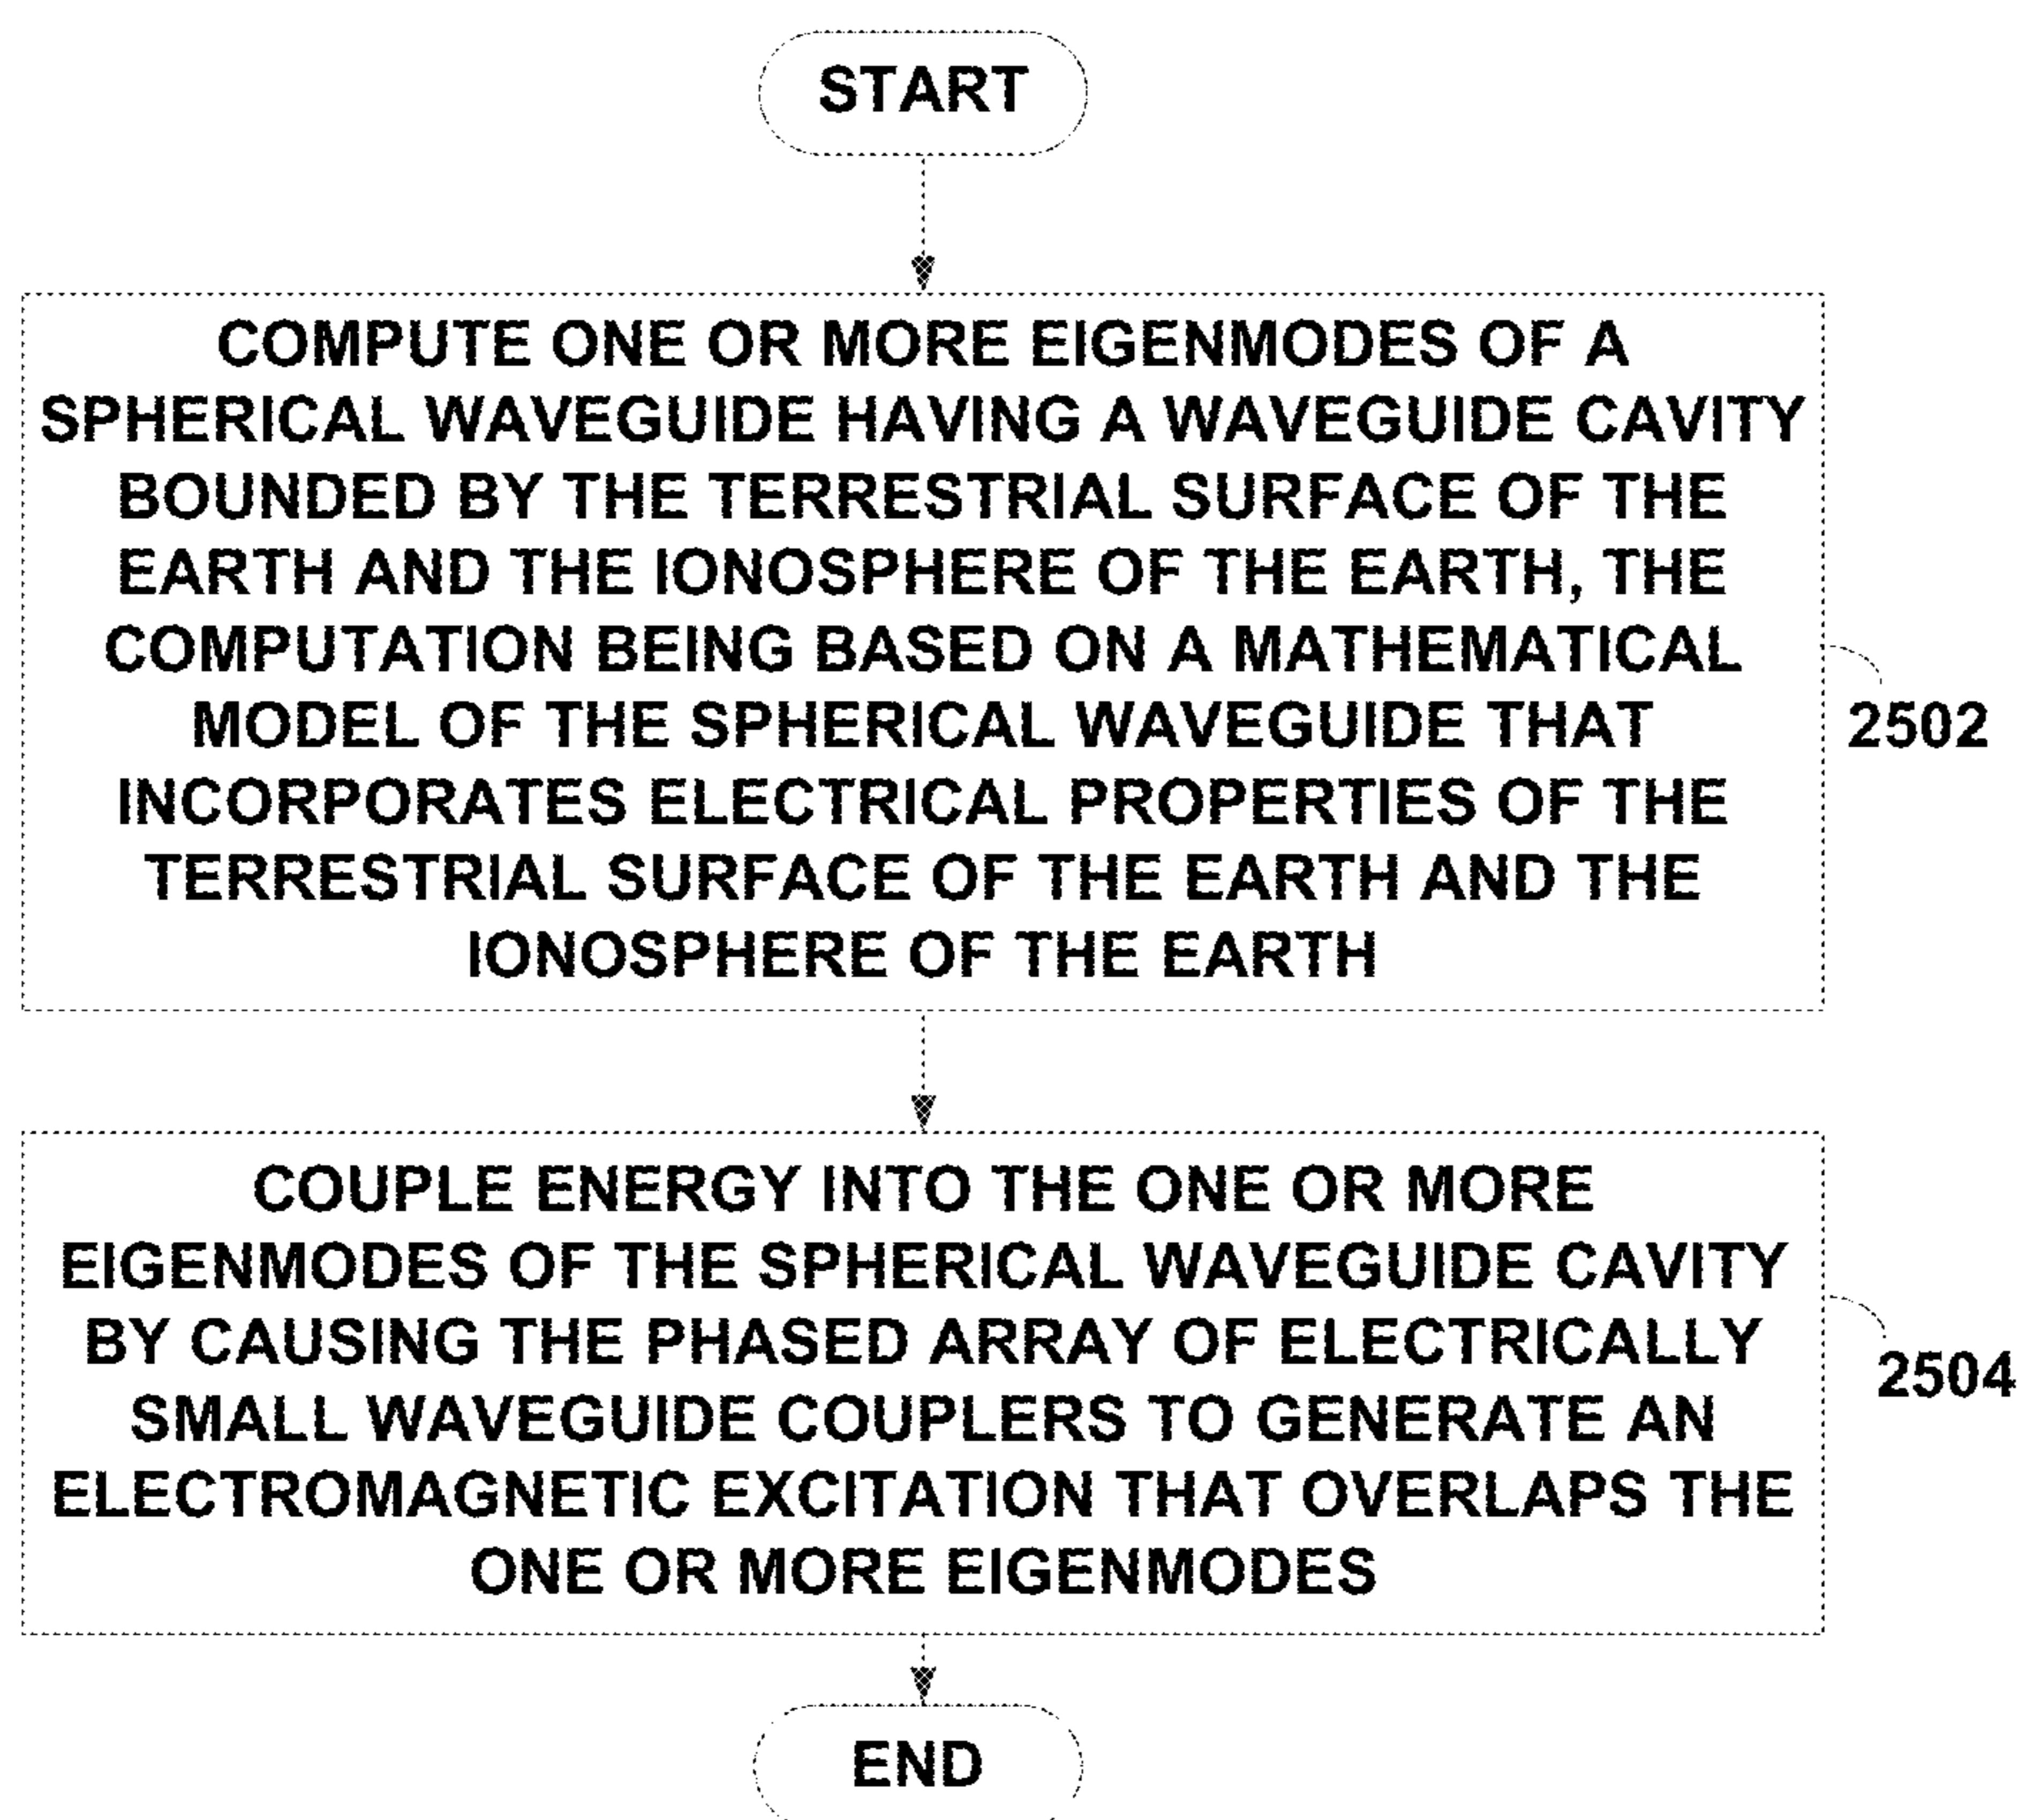 START
COMPUTE ONE OR MORE EIGENMODES OF A
SPHERICAL WAVEGUIDE HAVING A WAVEGUIDE CAVITY
BOUNDED BY THE TERRESTRIAL SURFACE OF THE
EARTH AND THE IONOSPHERE OF THE EARTH, THE
COMPUTATION BEING BASED ON A MATHEMATICAL
MODEL OF THE SPHERICAL WAVEGUIDE THAT
INCORPORATES ELECTRICAL PROPERTIES OF THE
TERRESTRIAL SURFACE OF THE EARTH AND THE
IONOSPHERE OF THE EARTH
2502
COUPLE ENERGY INTO THE ONE OR MORE
EIGENMODES OF THE SPHERICAL WAVEGUIDE CAVITY
BY CAUSING THE PHASED ARRAY OF ELECTRICALLY
SMALL WAVEGUIDE COUPLERS TO GENERATE AN
ELECTROMAGNETIC EXCITATION THAT OVERLAPS THE
ONE OR MORE EIGENMODES
2504
END